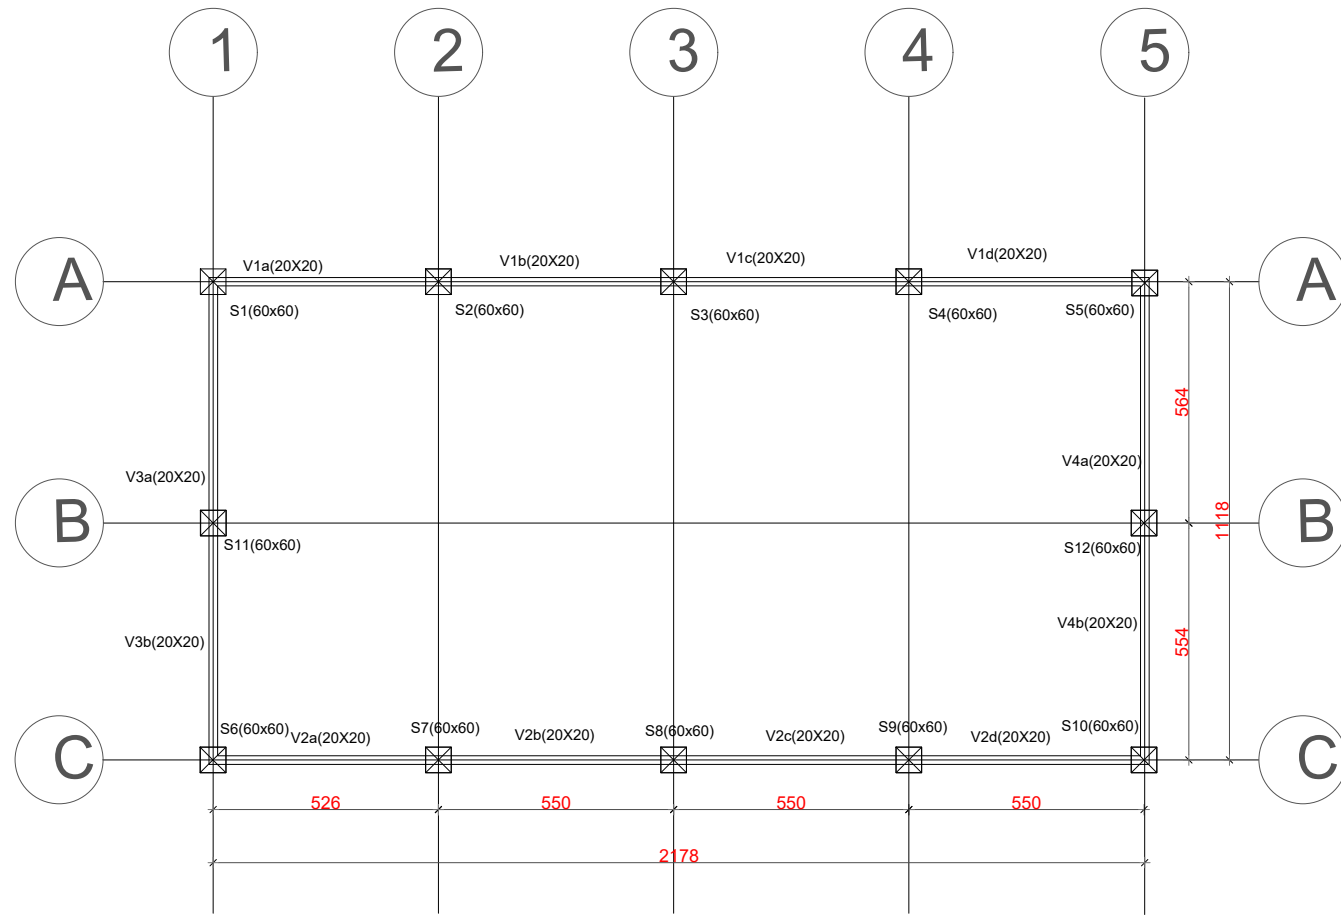 1 2 3 4 5
V1a(20X20) V1b(20X20) V1c(20X20) V1d(20X20)
A A
S1(60x60) S2(60x60) S3(60x60) S4(60x60) S5(60x60)
564
V3a(20X20) V4a(20X20)
1118
B B
S11(60x60) S12(60x60)
V3b(20X20) V4b(20X20)
554
S6(60x60) S7(60x60) S8(60x60) S9(60x60) S10(60x60)
V2a(20X20) V2b(20X20) V2c(20X20) V2d(20X20)
C C
526 550 550 550
2178